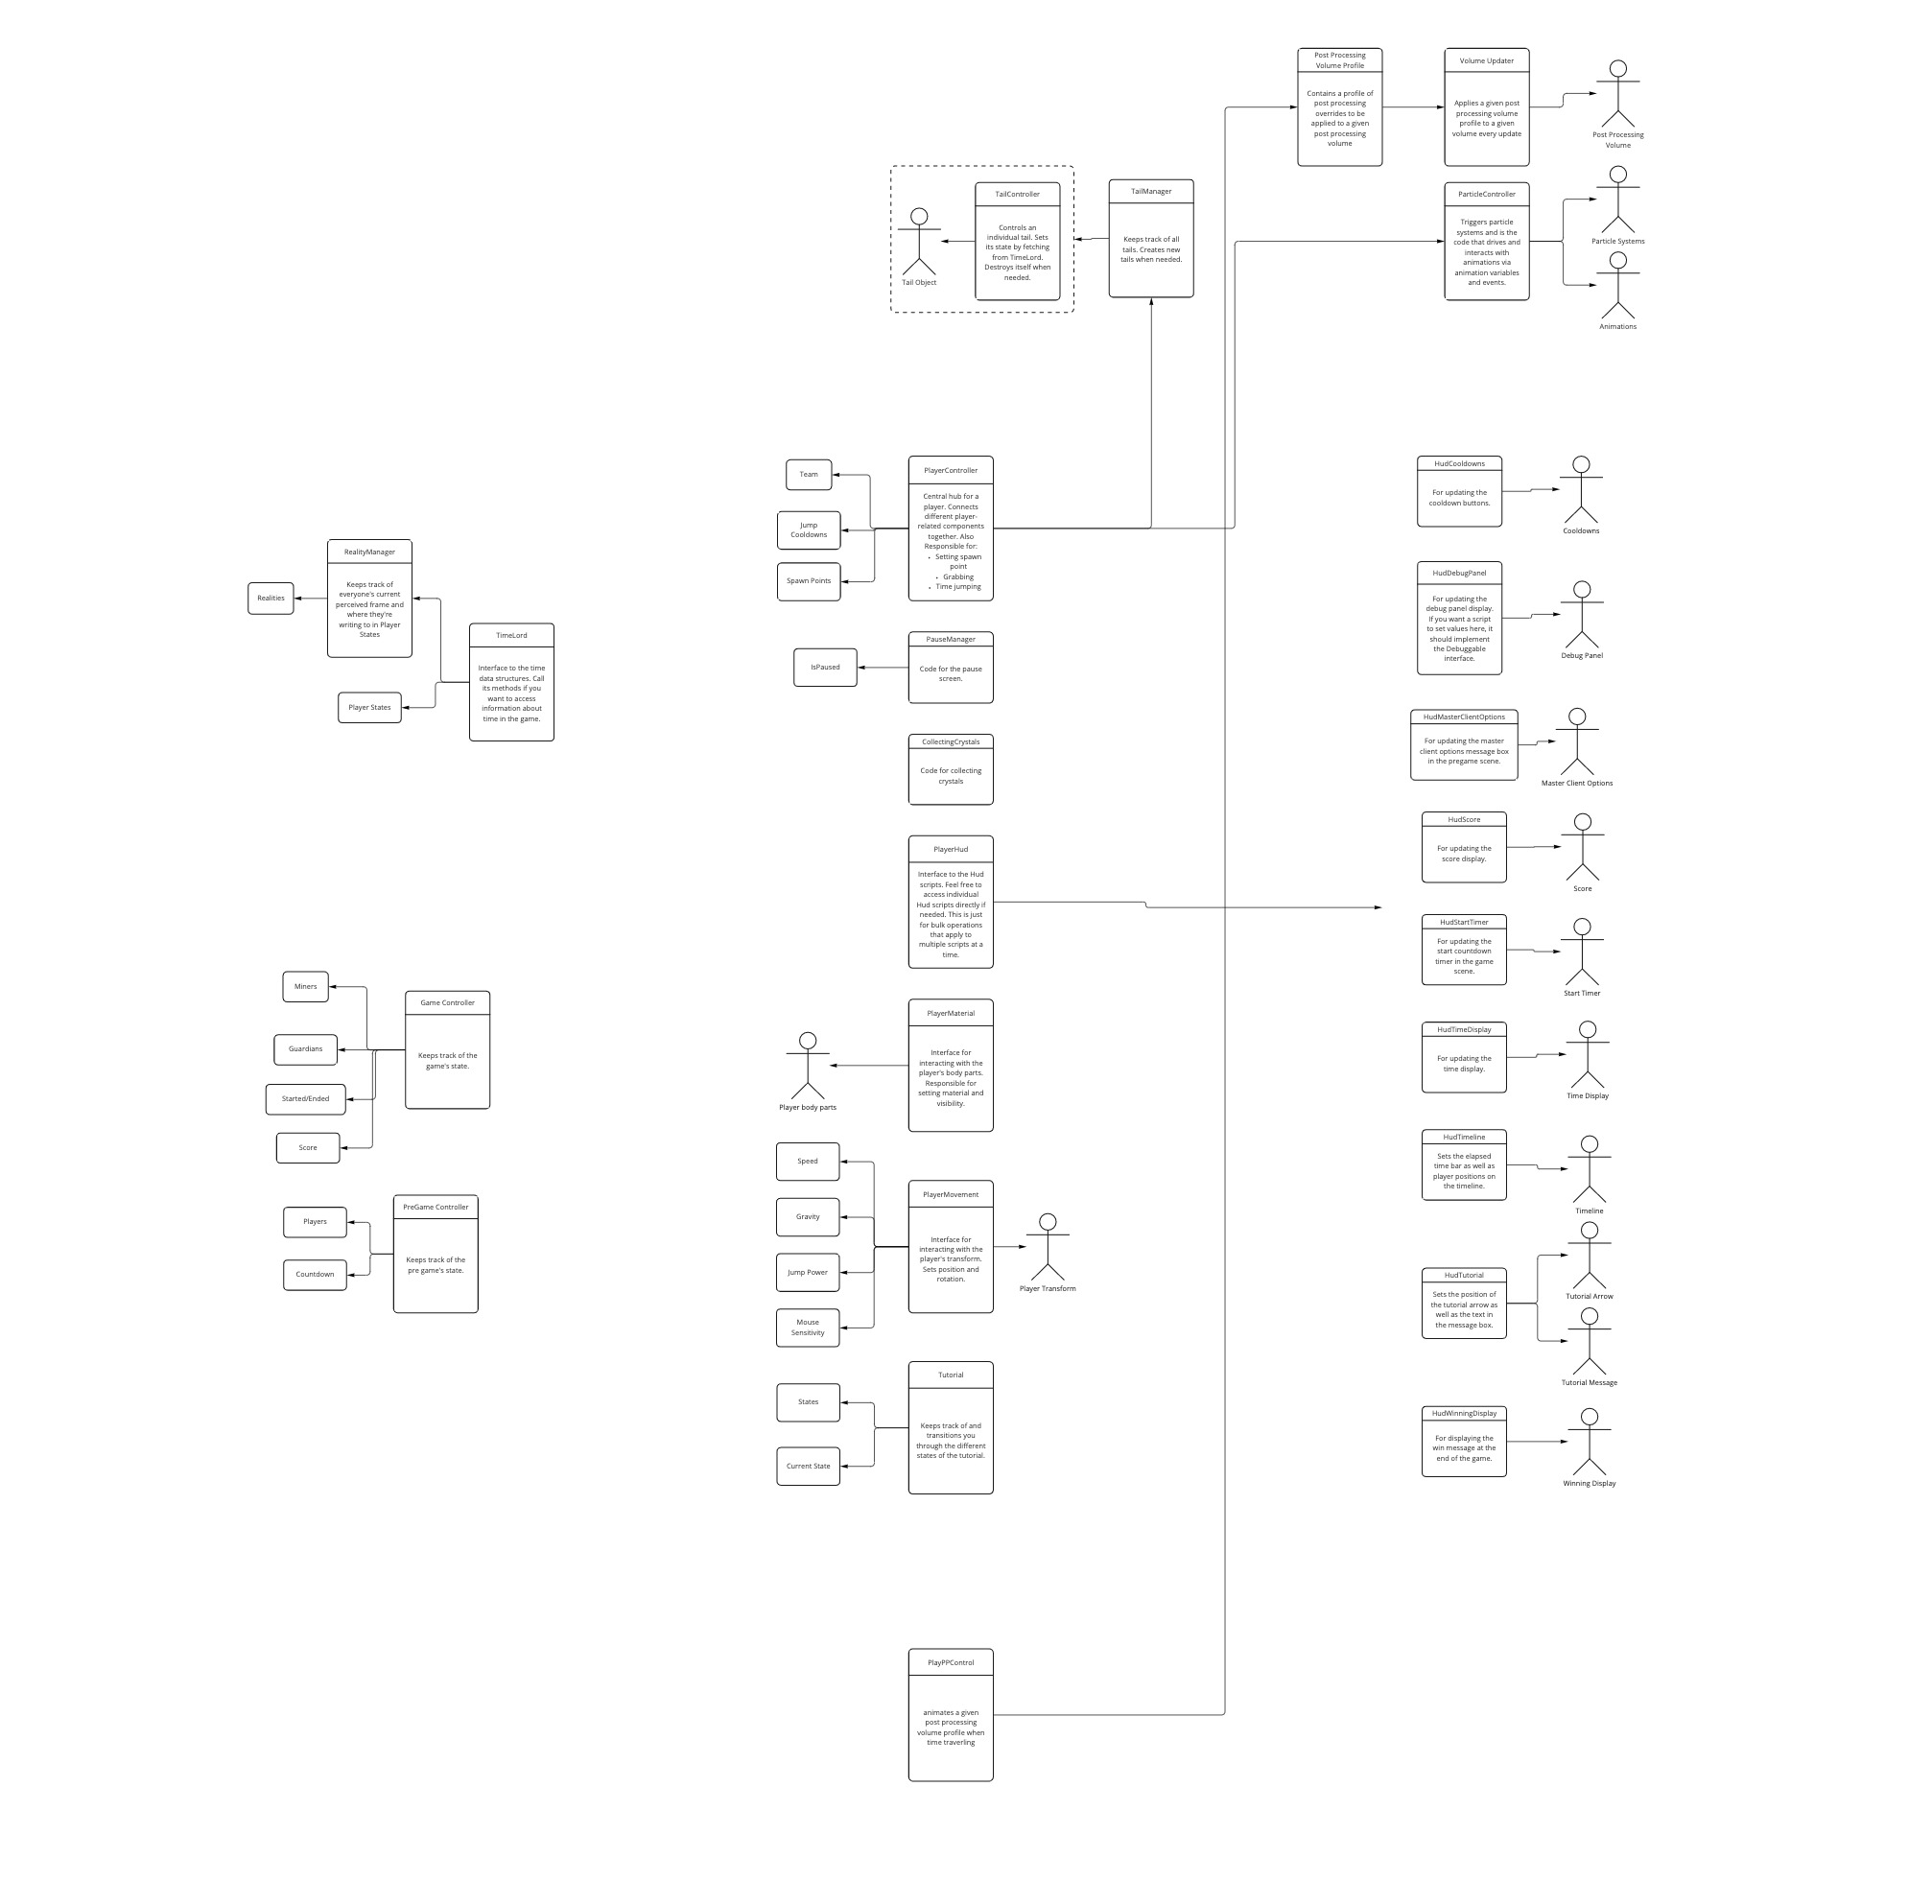 Post Processing
Volume Profile
Contains a profile of
post processing
overrides to be
applied to a given
post processing
volume
Volume Updater
Applies a given post
processing volume
profile to a given
volume every update
Post Processing
Volume
TailController
Controls an
individual tail. Sets
its state by fetching
from TimeLord.
Destroys itself when
needed.
Tail Object
TailManager
Keeps track of all
tails. Creates new
tails when needed.
ParticleController
Triggers particle
systems and is the
code that drives and
interacts with
animations via
animation variables
and events.
Particle Systems
Animations
Team
Jump
Cooldowns
Spawn Points
PlayerController
Central hub for a
player. Connects
different player-
related components
together. Also
Responsible for:
• Setting spawn
point
• Grabbing
• Time jumping
HudCooldowns
For updating the
cooldown buttons.
Cooldowns
RealityManager
Keeps track of
everyone's current
perceived frame and
where they're
writing to in Player
States
Realities
TimeLord
Interface to the time
data structures. Call
its methods if you
want to access
information about
time in the game.
Player States
IsPaused
PauseManager
Code for the pause
screen.
HudDebugPanel
For updating the
debug panel display.
If you want a script
to set values here, it
should implement
the Debuggable
interface.
Debug Panel
CollectingCrystals
Code for collecting
crystals
HudMasterClientOptions
For updating the master
client options message box
in the pregame scene.
Master Client Options
PlayerHud
Interface to the Hud
scripts. Feel free to
access individual
Hud scripts directly if
needed. This is just
for bulk operations
that apply to
multiple scripts at a
time.
HudScore
For updating the
score display.
Score
HudStartTimer
For updating the
start countdown
timer in the game
scene.
Start Timer
Miners
Guardians
Started/Ended
Score
Game Controller
Keeps track of the
game's state.
PlayerMaterial
Interface for
interacting with the
player's body parts.
Responsible for
setting material and
visibility.
Player body parts
HudTimeDisplay
For updating the
time display.
Time Display
Players
Countdown
PreGame Controller
Keeps track of the
pre game's state.
Speed
Gravity
Jump Power
Mouse
Sensitivity
PlayerMovement
Interface for
interacting with the
player's transform.
Sets position and
rotation.
Player Transform
HudTimeline
Sets the elapsed
time bar as well as
player positions on
the timeline.
Timeline
HudTutorial
Sets the position of
the tutorial arrow as
well as the text in
the message box.
Tutorial Arrow
Tutorial Message
States
Current State
Tutorial
Keeps track of and
transitions you
through the different
states of the tutorial.
HudWinningDisplay
For displaying the
win message at the
end of the game.
Winning Display
PlayPPControl
animates a given
post processing
volume profile when
time traverling